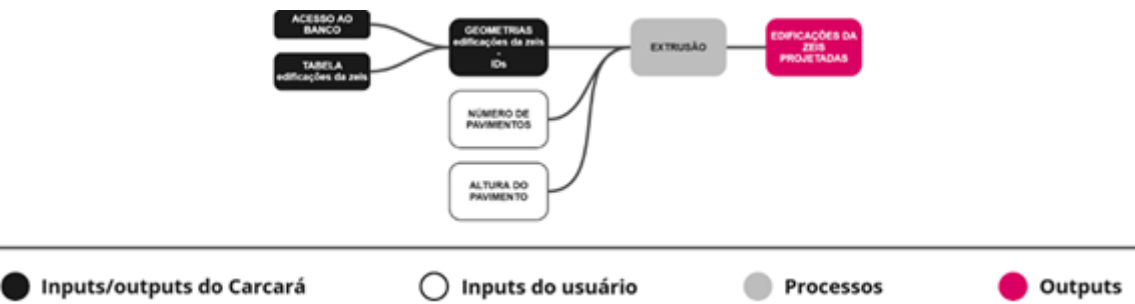 ACESSO AO
BANCO
TABELA
edificações da zeis
GEOMETRIAS
edificações da zeis
-
IDs
NÚMERO DE
PAVIMENTOS
ALTURA DO
PAVIMENTO
EXTRUSÃO
EDIFICAÇÕES DA
ZEIS
PROJETADAS
Inputs/outputs do Carcará
Inputs do usuário
Processos
Outputs